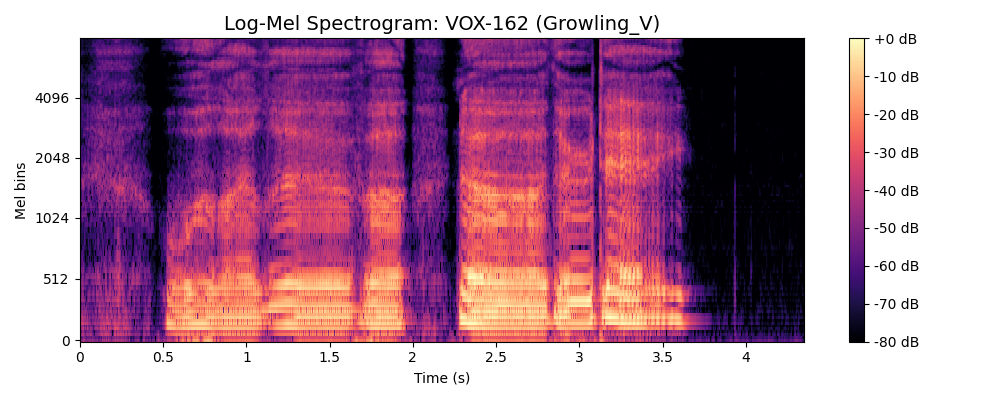 Log-Mel Spectrogram: VOX-162 (Growling_V)
Mel bins
4096
2048
1024
512
0
0
0.5
1
1.5
2
2.5
3
3.5
4
Time (s)
+0 dB
-10 dB
-20 dB
-30 dB
-40 dB
-50 dB
-60 dB
-70 dB
-80 dB